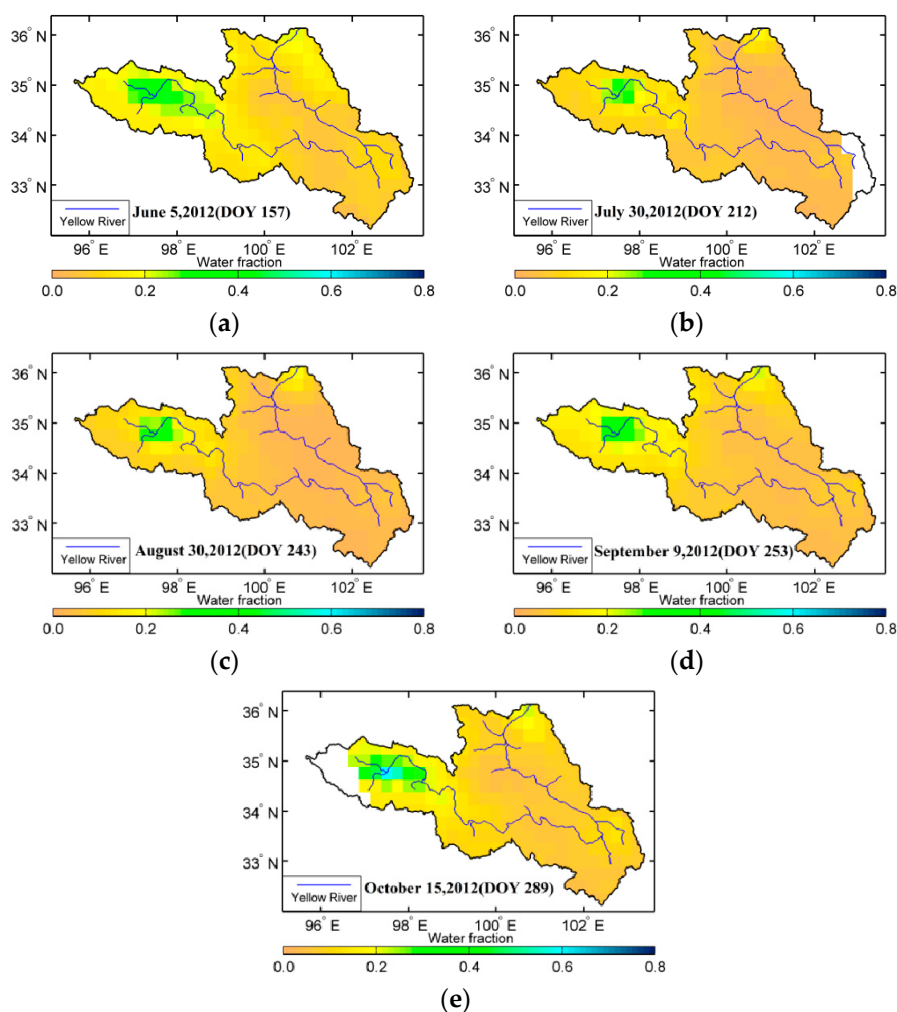 36° N
35° N
34° N
33° N
Yellow River
June 5,2012(DOY 157)
96° E 98° E 100° E 102° E
Water fraction
0.0 0.2 0.4 0.6 0.8
(a)
36° N
35° N
34° N
33° N
Yellow River
July 30,2012(DOY 212)
96° E 98° E 100° E 102° E
Water fraction
0.0 0.2 0.4 0.6 0.8
(b)
36° N
35° N
34° N
33° N
Yellow River
August 30,2012(DOY 243)
96° E 98° E 100° E 102° E
Water fraction
0.0 0.2 0.4 0.6 0.8
(c)
36° N
35° N
34° N
33° N
Yellow River
September 9,2012(DOY 253)
96° E 98° E 100° E 102° E
Water fraction
0.0 0.2 0.4 0.6 0.8
(d)
36° N
35° N
34° N
33° N
Yellow River
October 15,2012(DOY 289)
96° E 98° E 100° E 102° E
Water fraction
0.0 0.2 0.4 0.6 0.8
(e)